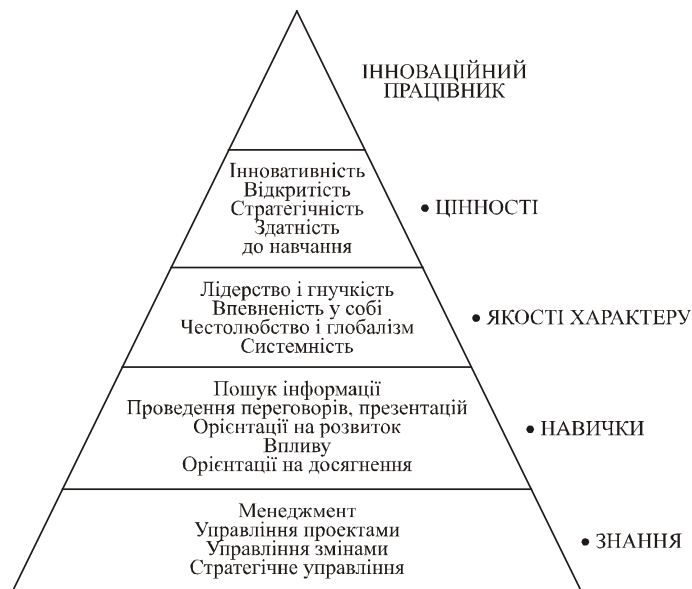 ІННОВАЦІЙНИЙ
ПРАЦІВНИК
Інновативність
Відкритість
Стратегічність
Здатність
до навчання
• ЦІННОСТІ
Лідерство і гнучкість
Впевненість у собі
Честолюбство і глобалізм
Системність
• ЯКОСТІ ХАРАКТЕРУ
Пошук інформації
Проведення переговорів, презентацій
Орієнтації на розвиток
Впливу
Орієнтації на досягнення
• НАВИЧКИ
Менеджмент
Управління проектами
Управління змінами
Стратегічне управління
• ЗНАННЯ